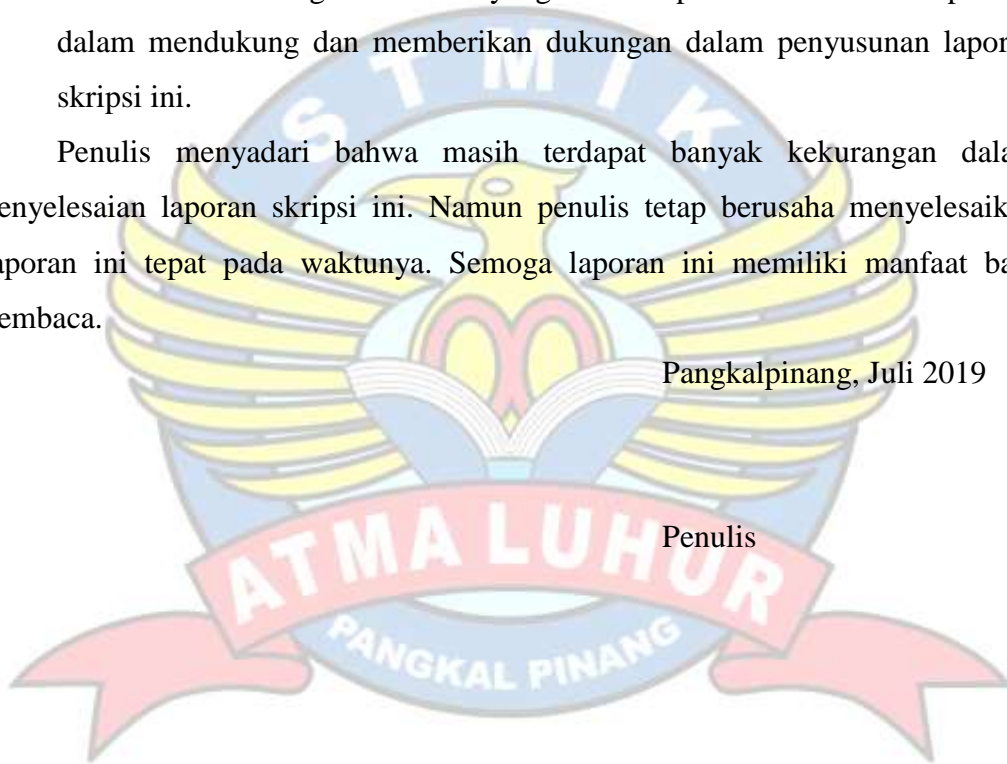 dalam mendukung dan memberikan dukungan dalam penyusunan lapor
skripsi ini.
Penulis menyadari bahwa masih terdapat banyak kekurangan dala
enyelesaian laporan skripsi ini. Namun penulis tetap berusaha menyelesaik
aporan ini tepat pada waktunya. Semoga laporan ini memiliki manfaat ba
embaca.
Pangkalpinang, Juli 2019
Penulis
STMIK
ATMA LUHUR
PANGKAL PINANG